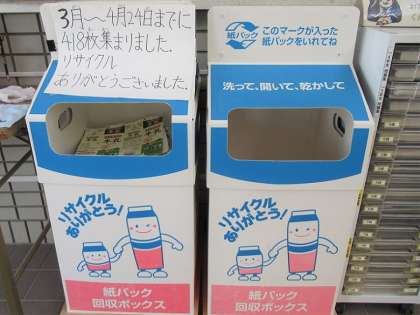 3月〜4月24日までに
418枚集まりました.
リサイクル
ありがとうございました.
リサイクル
ありがとう!
紙パック
回収ボックス
紙パック
このマークが入った
紙パックをいれてね
洗って、開いて、乾かして
リサイクル
ありがとう!
紙パック
回収ボックス